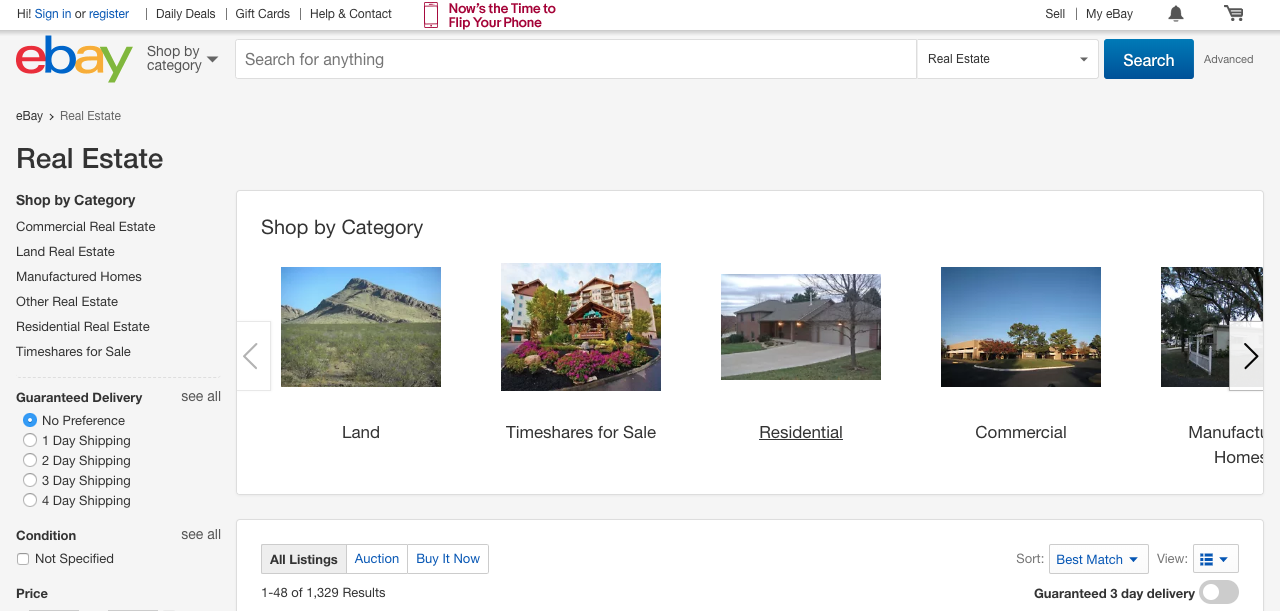 Hi! Sign in or register
Daily Deals
Gift Cards
Help & Contact
Now's the Time to
Flip Your Phone
Sell
My eBay
ebay
Shop by
category
Search for anything
Real Estate
Search
Advanced
eBay > Real Estate
Real Estate
Shop by Category
Commercial Real Estate
Land Real Estate
Manufactured Homes
Other Real Estate
Residential Real Estate
Timeshares for Sale
Guaranteed Delivery
see all
No Preference
1 Day Shipping
2 Day Shipping
3 Day Shipping
4 Day Shipping
Condition
see all
Not Specified
Price
Shop by Category
Land
Timeshares for Sale
Residential
Commercial
Manufactu
Homes
All Listings
Auction
Buy It Now
Sort: Best Match
View:
1-48 of 1,329 Results
Guaranteed 3 day delivery